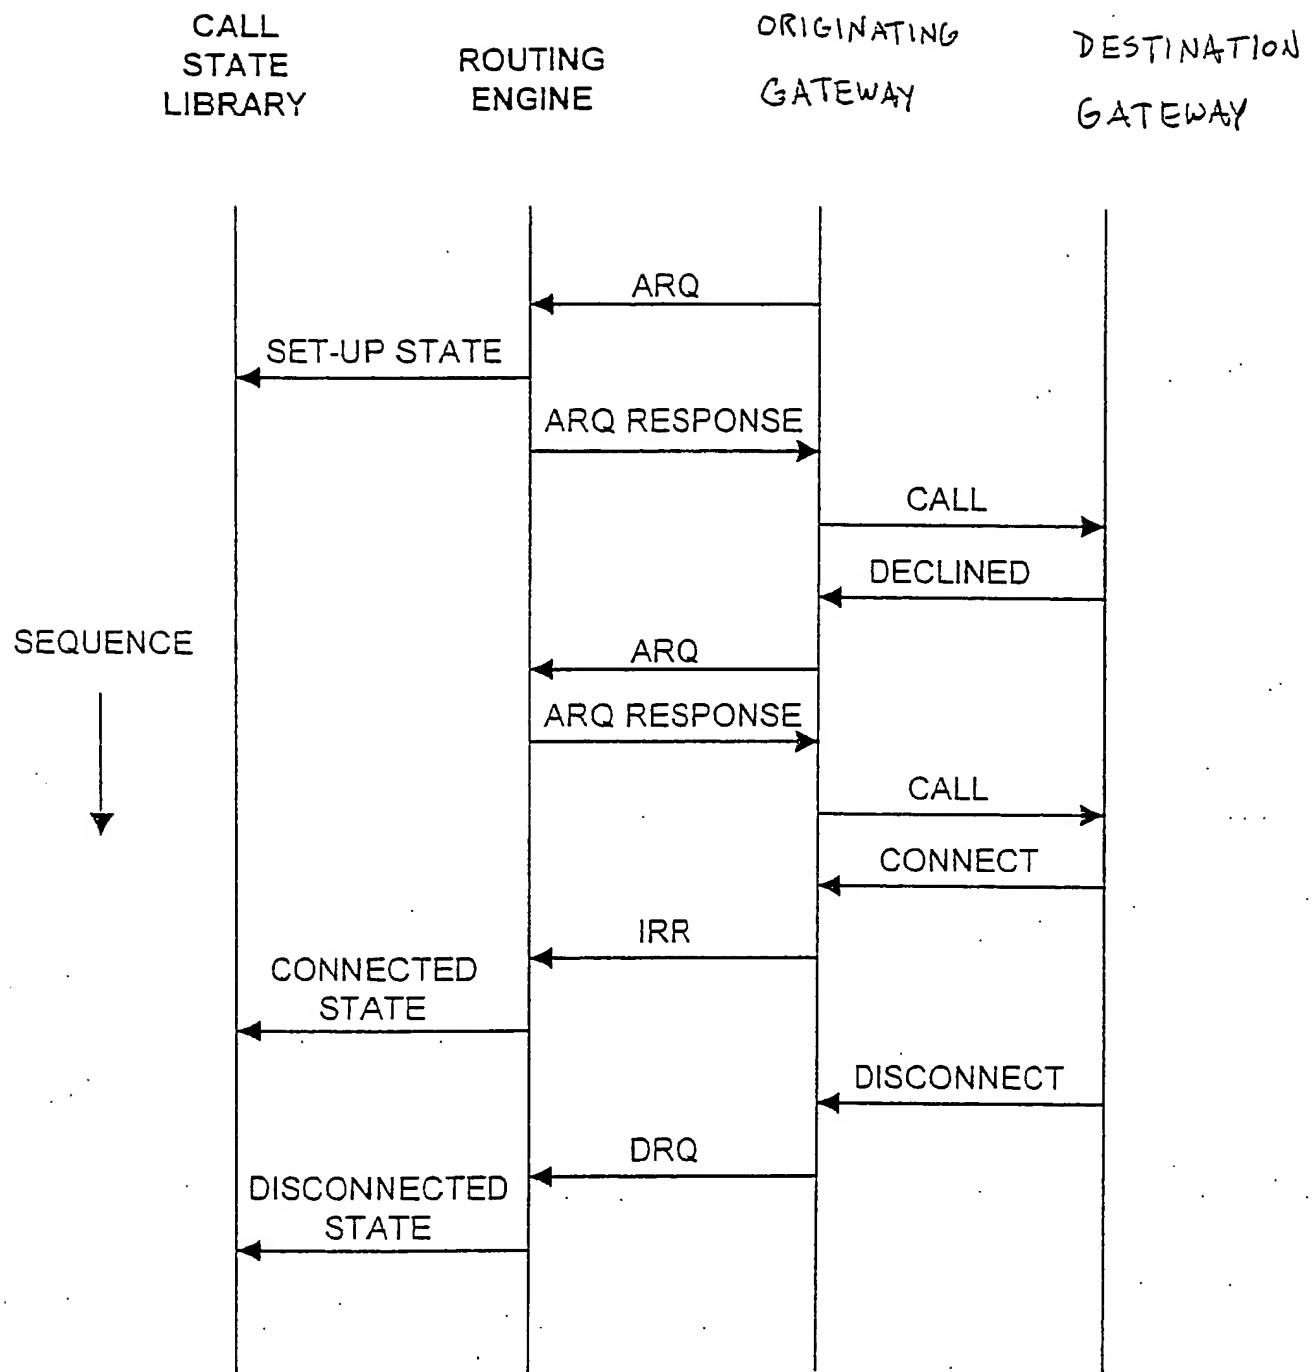 CALL
STATE
LIBRARY
ROUTING
ENGINE
ORIGINATING
GATEWAY
DESTINATION
GATEWAY
ARQ
SET-UP STATE
ARQ RESPONSE
CALL
DECLINED
SEQUENCE
ARQ
ARQ RESPONSE
CALL
CONNECT
IRR
CONNECTED
STATE
DISCONNECT
DRQ
DISCONNECTED
STATE